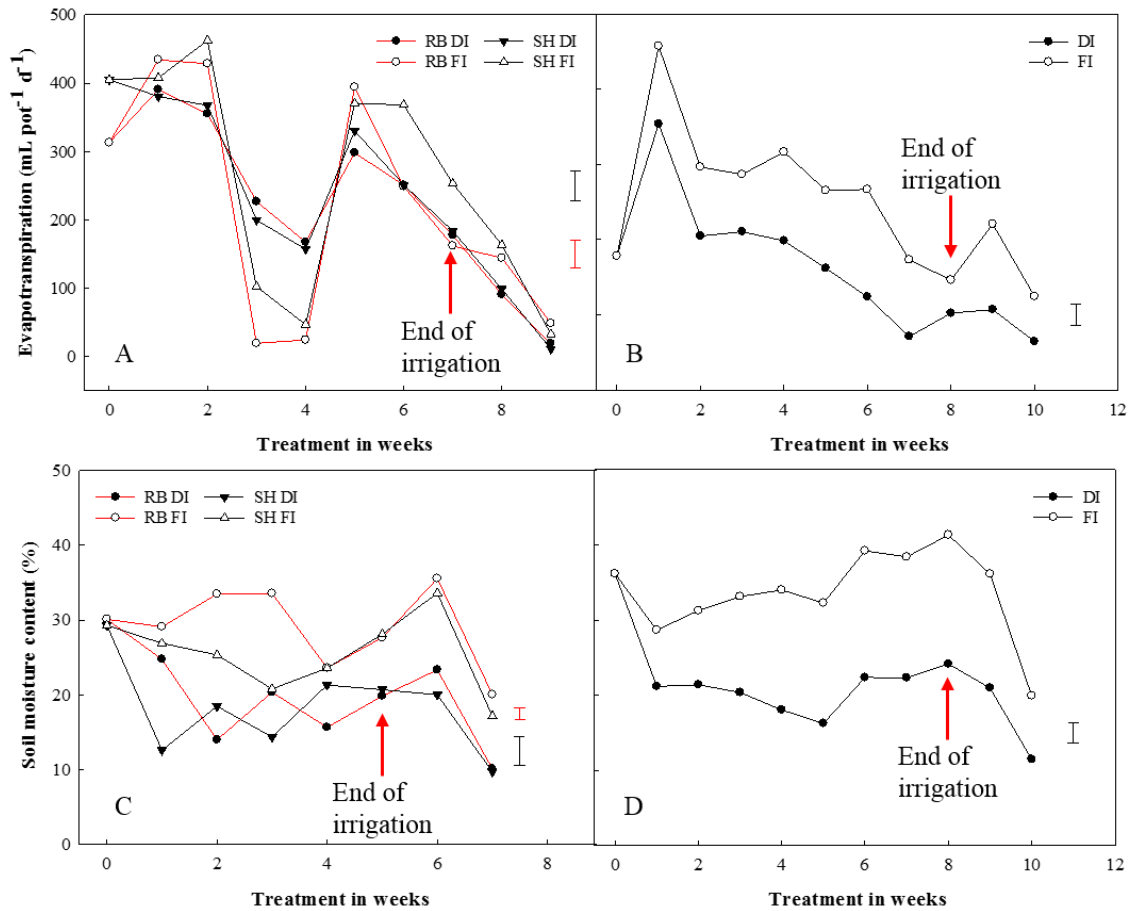 Evapotranspiration (mL pot⁻¹ d⁻¹)
500
400
300
200
100
0
RB DI
SH DI
RB FI
SH FI
End of
irrigation
A
0
2
4
6
8
Treatment in weeks
DI
FI
End of
irrigation
B
0
2
4
6
8
10
12
Treatment in weeks
Soil moisture content (%)
50
40
30
20
10
0
RB DI
SH DI
RB FI
SH FI
End of
irrigation
C
0
2
4
6
8
Treatment in weeks
DI
FI
End of
irrigation
D
0
2
4
6
8
10
12
Treatment in weeks